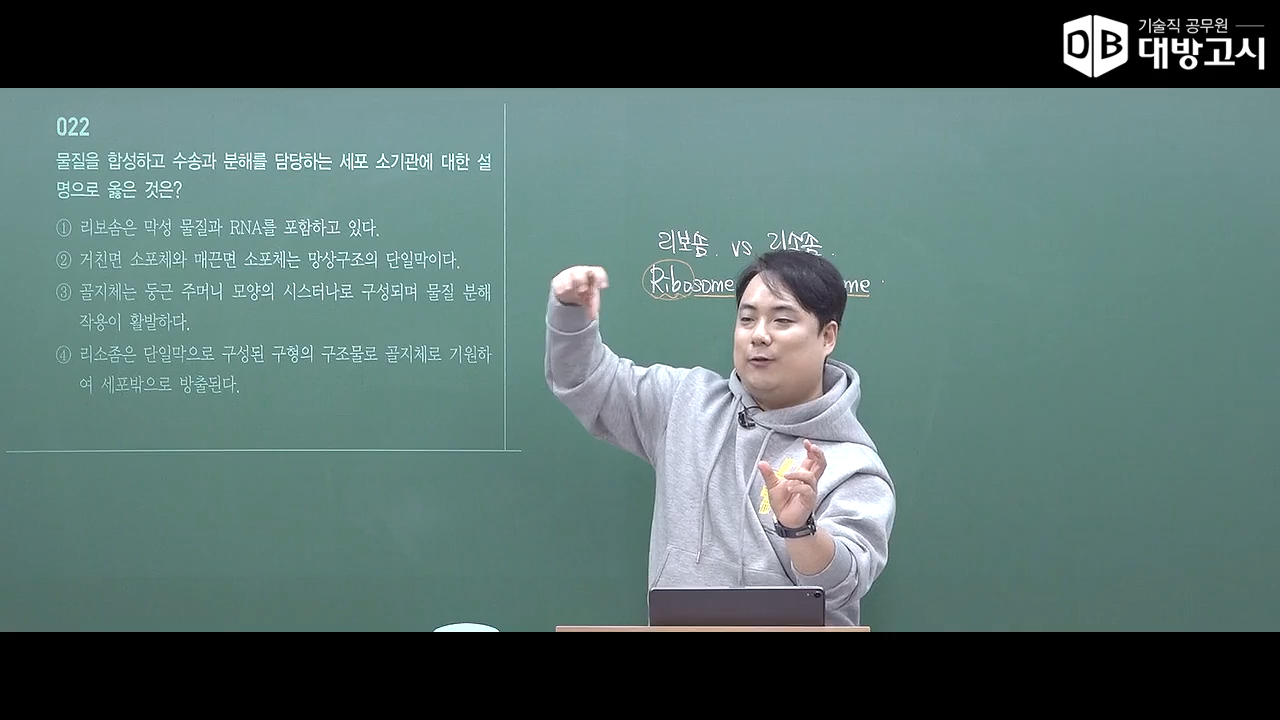 기술직 공무원
DB 대방고시
022
물질을 합성하고 수송과 분해를 담당하는 세포 소기관에 대한 설
명으로 옳은 것은?
① 리보솜은 막성 물질과 RNA를 포함하고 있다.
② 거친면 소포체와 매끈면 소포체는 망상구조의 단일막이다.
③ 골지체는 둥근 주머니 모양의 시스터나로 구성되며 물질 분해
작용이 활발하다.
④ 리소좀은 단일막으로 구성된 구형의 구조물로 골지체로 기원하
여 세포밖으로 방출된다.
리보솜. vs 리소좀.
Ribosome me